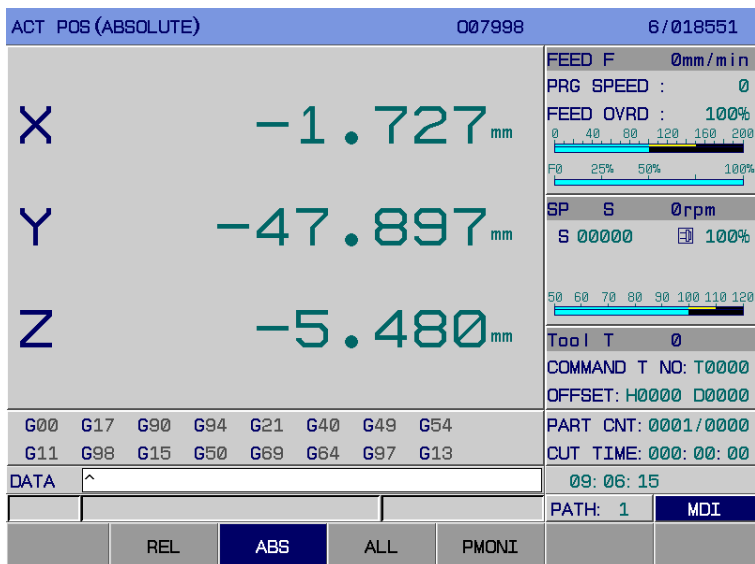 ACT POS(ABSOLUTE) O07998 6/018551
X -1.727 mm
Y -47.897 mm
Z -5.480 mm
FEED F 0mm/min
PRG SPEED : 0
FEED OVRD : 100%
0 40 80 120 160 200
F0 25% 50% 100%
SP S 0rpm
S 00000 100%
50 60 70 80 90 100 110 120
Tool T 0
COMMAND T NO: T0000
OFFSET: H0000 D0000
G00 G17 G90 G94 G21 G40 G49 G54
G11 G98 G15 G50 G69 G64 G97 G13
PART CNT: 0001/0000
CUT TIME: 000:00:00
DATA ^
09:06:15
PATH: 1 MDI
REL ABS ALL PMONI